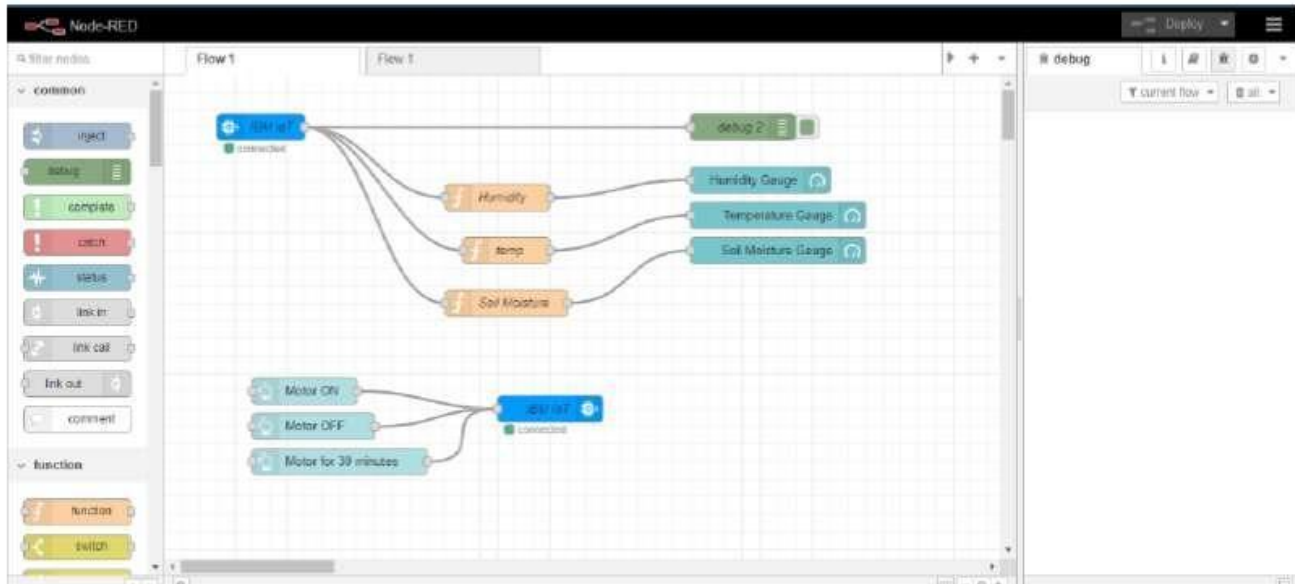 Node-RED
Deploy
filter nodes
Flow 1
Flow 1
debug
i
current flow
all
common
inject
debug
complete
catch
status
link in
link call
link out
comment
function
function
switch
IBM IoT
connected
debug 2
Humidity
Humidity Gauge
temp
Temperature Gauge
Soil Moisture
Soil Moisture Gauge
Motor ON
Motor OFF
Motor for 30 minutes
IBM IoT
connected